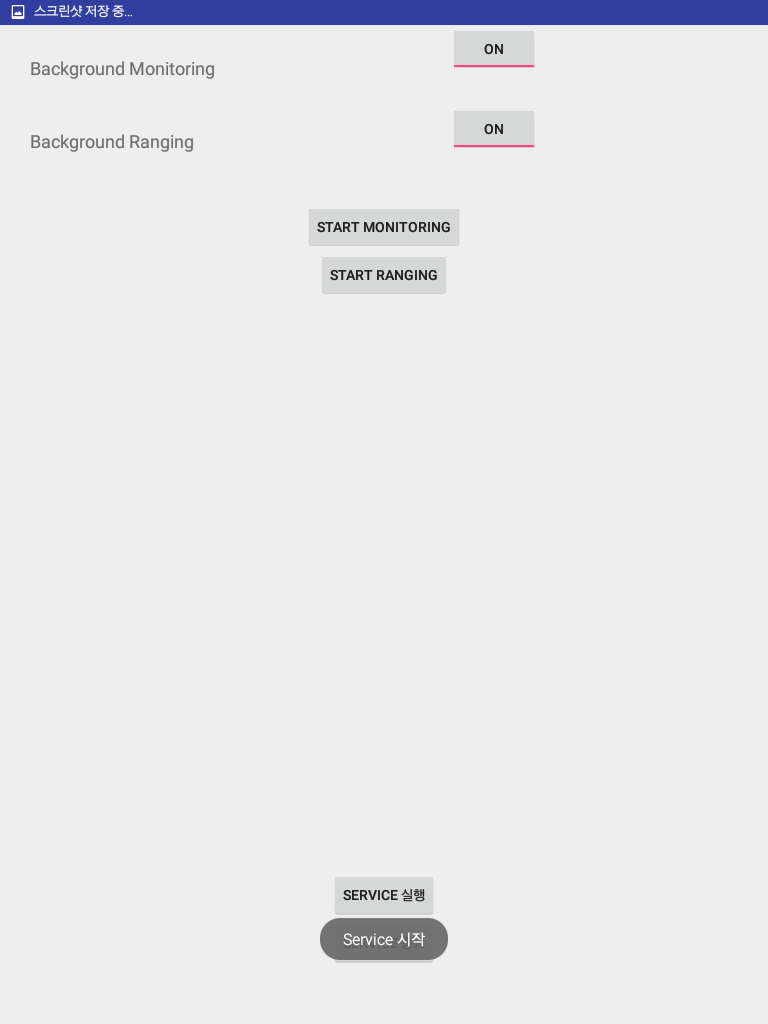 스크린샷 저장 중...
ON
Background Monitoring
ON
Background Ranging
START MONITORING
START RANGING
SERVICE 실행
Service 시작